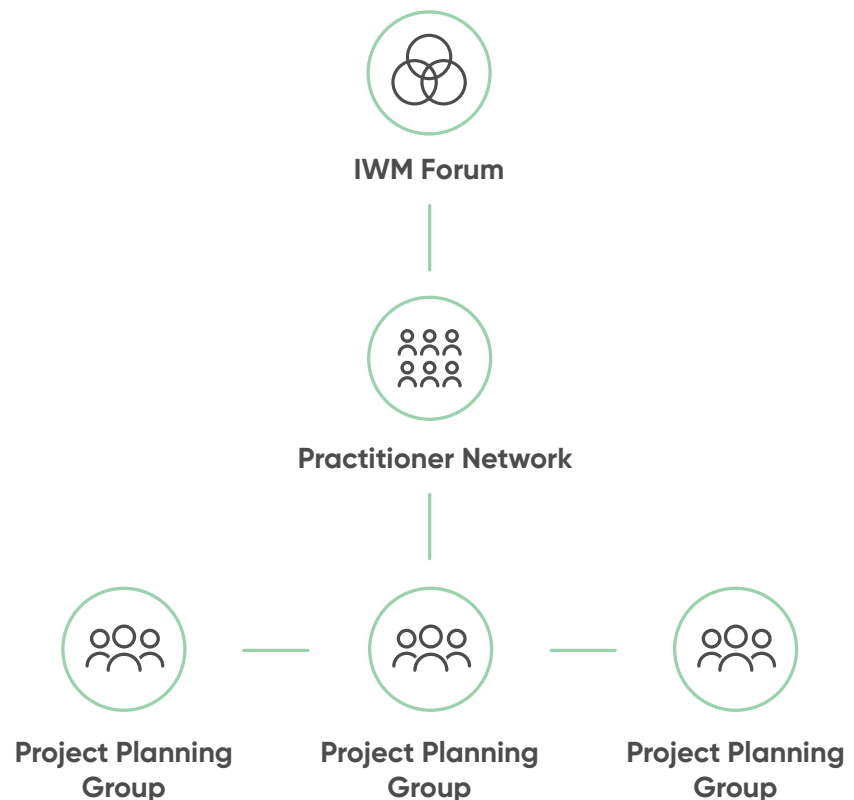 IWM Forum
Practitioner Network
Project Planning
Group
Project Planning
Group
Project Planning
Group